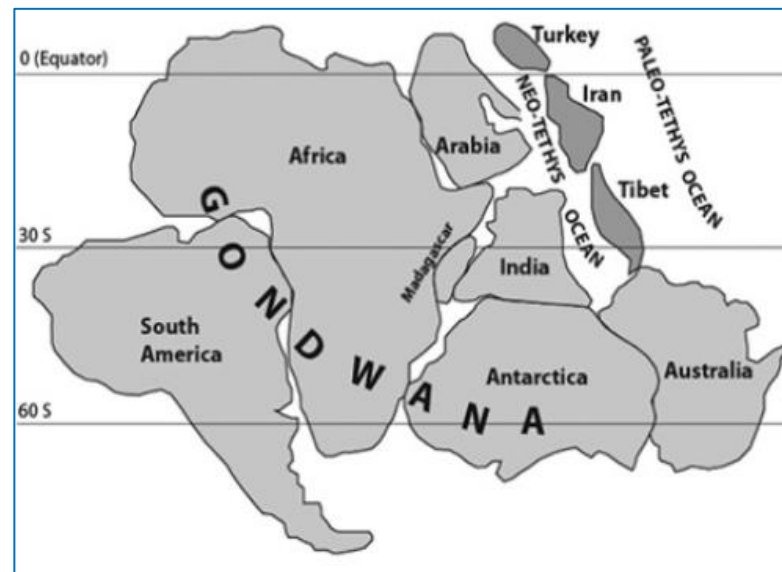 Turkey
0 (Equator)
PALEO-TETHYS OCEAN
NEO-TETHYS OCEAN
Iran
Arabia
Africa
Tibet
GONDWANA
30 S
Madagascar
India
South
America
Antarctica
Australia
60 S